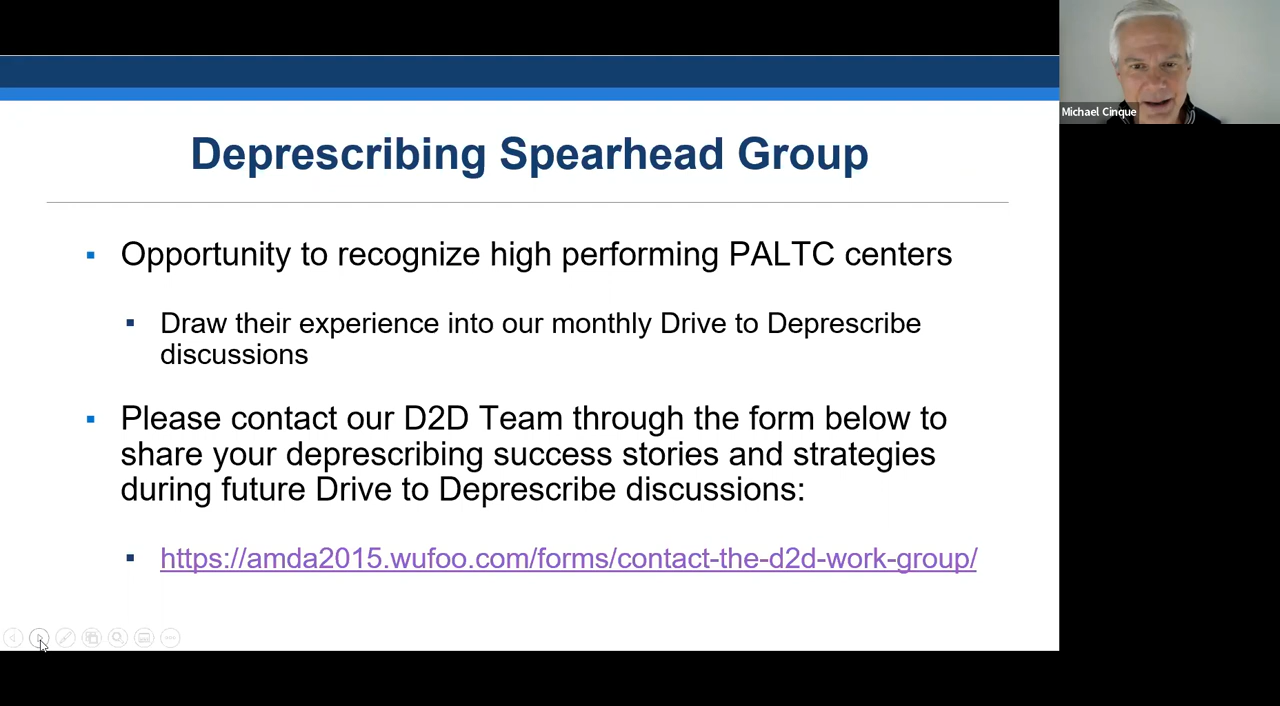 Michael Cinque
Deprescribing Spearhead Group
Opportunity to recognize high performing PALTC centers
Draw their experience into our monthly Drive to Deprescribe
discussions
Please contact our D2D Team through the form below to
share your deprescribing success stories and strategies
during future Drive to Deprescribe discussions:
https://amda2015.wufoo.com/forms/contact-the-d2d-work-group/